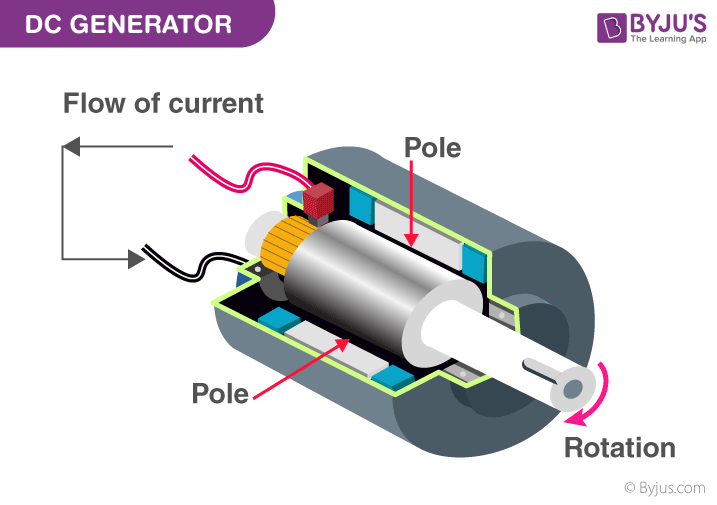 DC GENERATOR
BYJU'S
The Learning App
Flow of current
Pole
Pole
Rotation
© Byjus.com